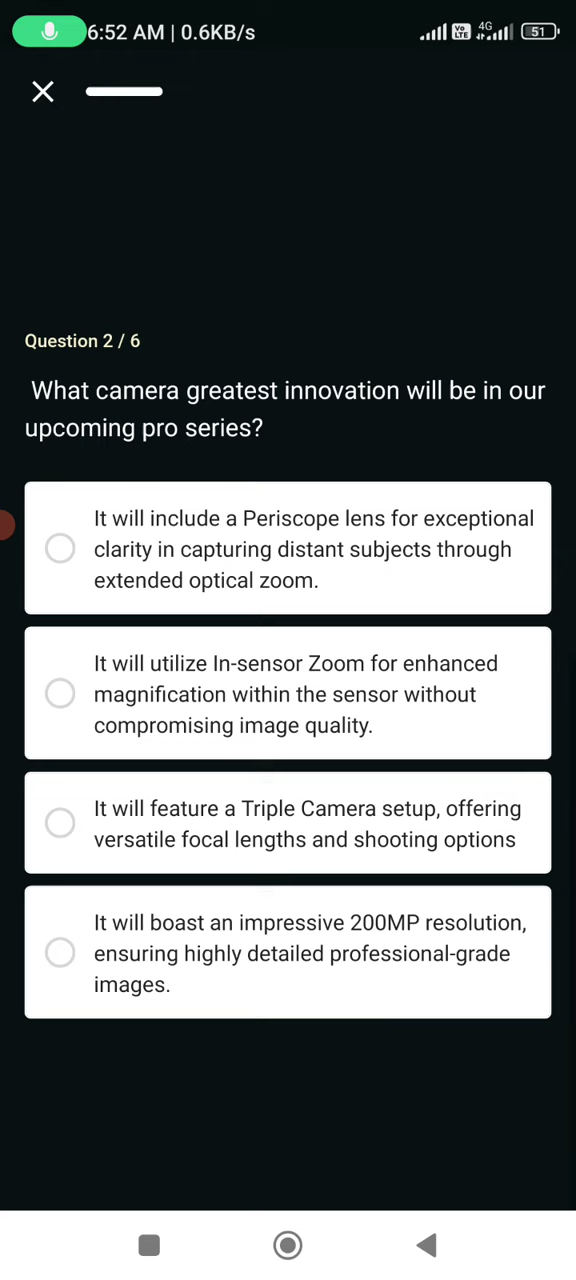 6:52 AM | 0.6KB/s Vo LTE 4G 51
Question 2 / 6
What camera greatest innovation will be in our
upcoming pro series?
It will include a Periscope lens for exceptional
clarity in capturing distant subjects through
extended optical zoom.
It will utilize In-sensor Zoom for enhanced
magnification within the sensor without
compromising image quality.
It will feature a Triple Camera setup, offering
versatile focal lengths and shooting options
It will boast an impressive 200MP resolution,
ensuring highly detailed professional-grade
images.